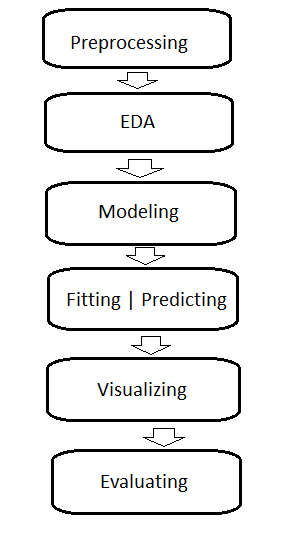 Preprocessing
EDA
Modeling
Fitting | Predicting
Visualizing
Evaluating